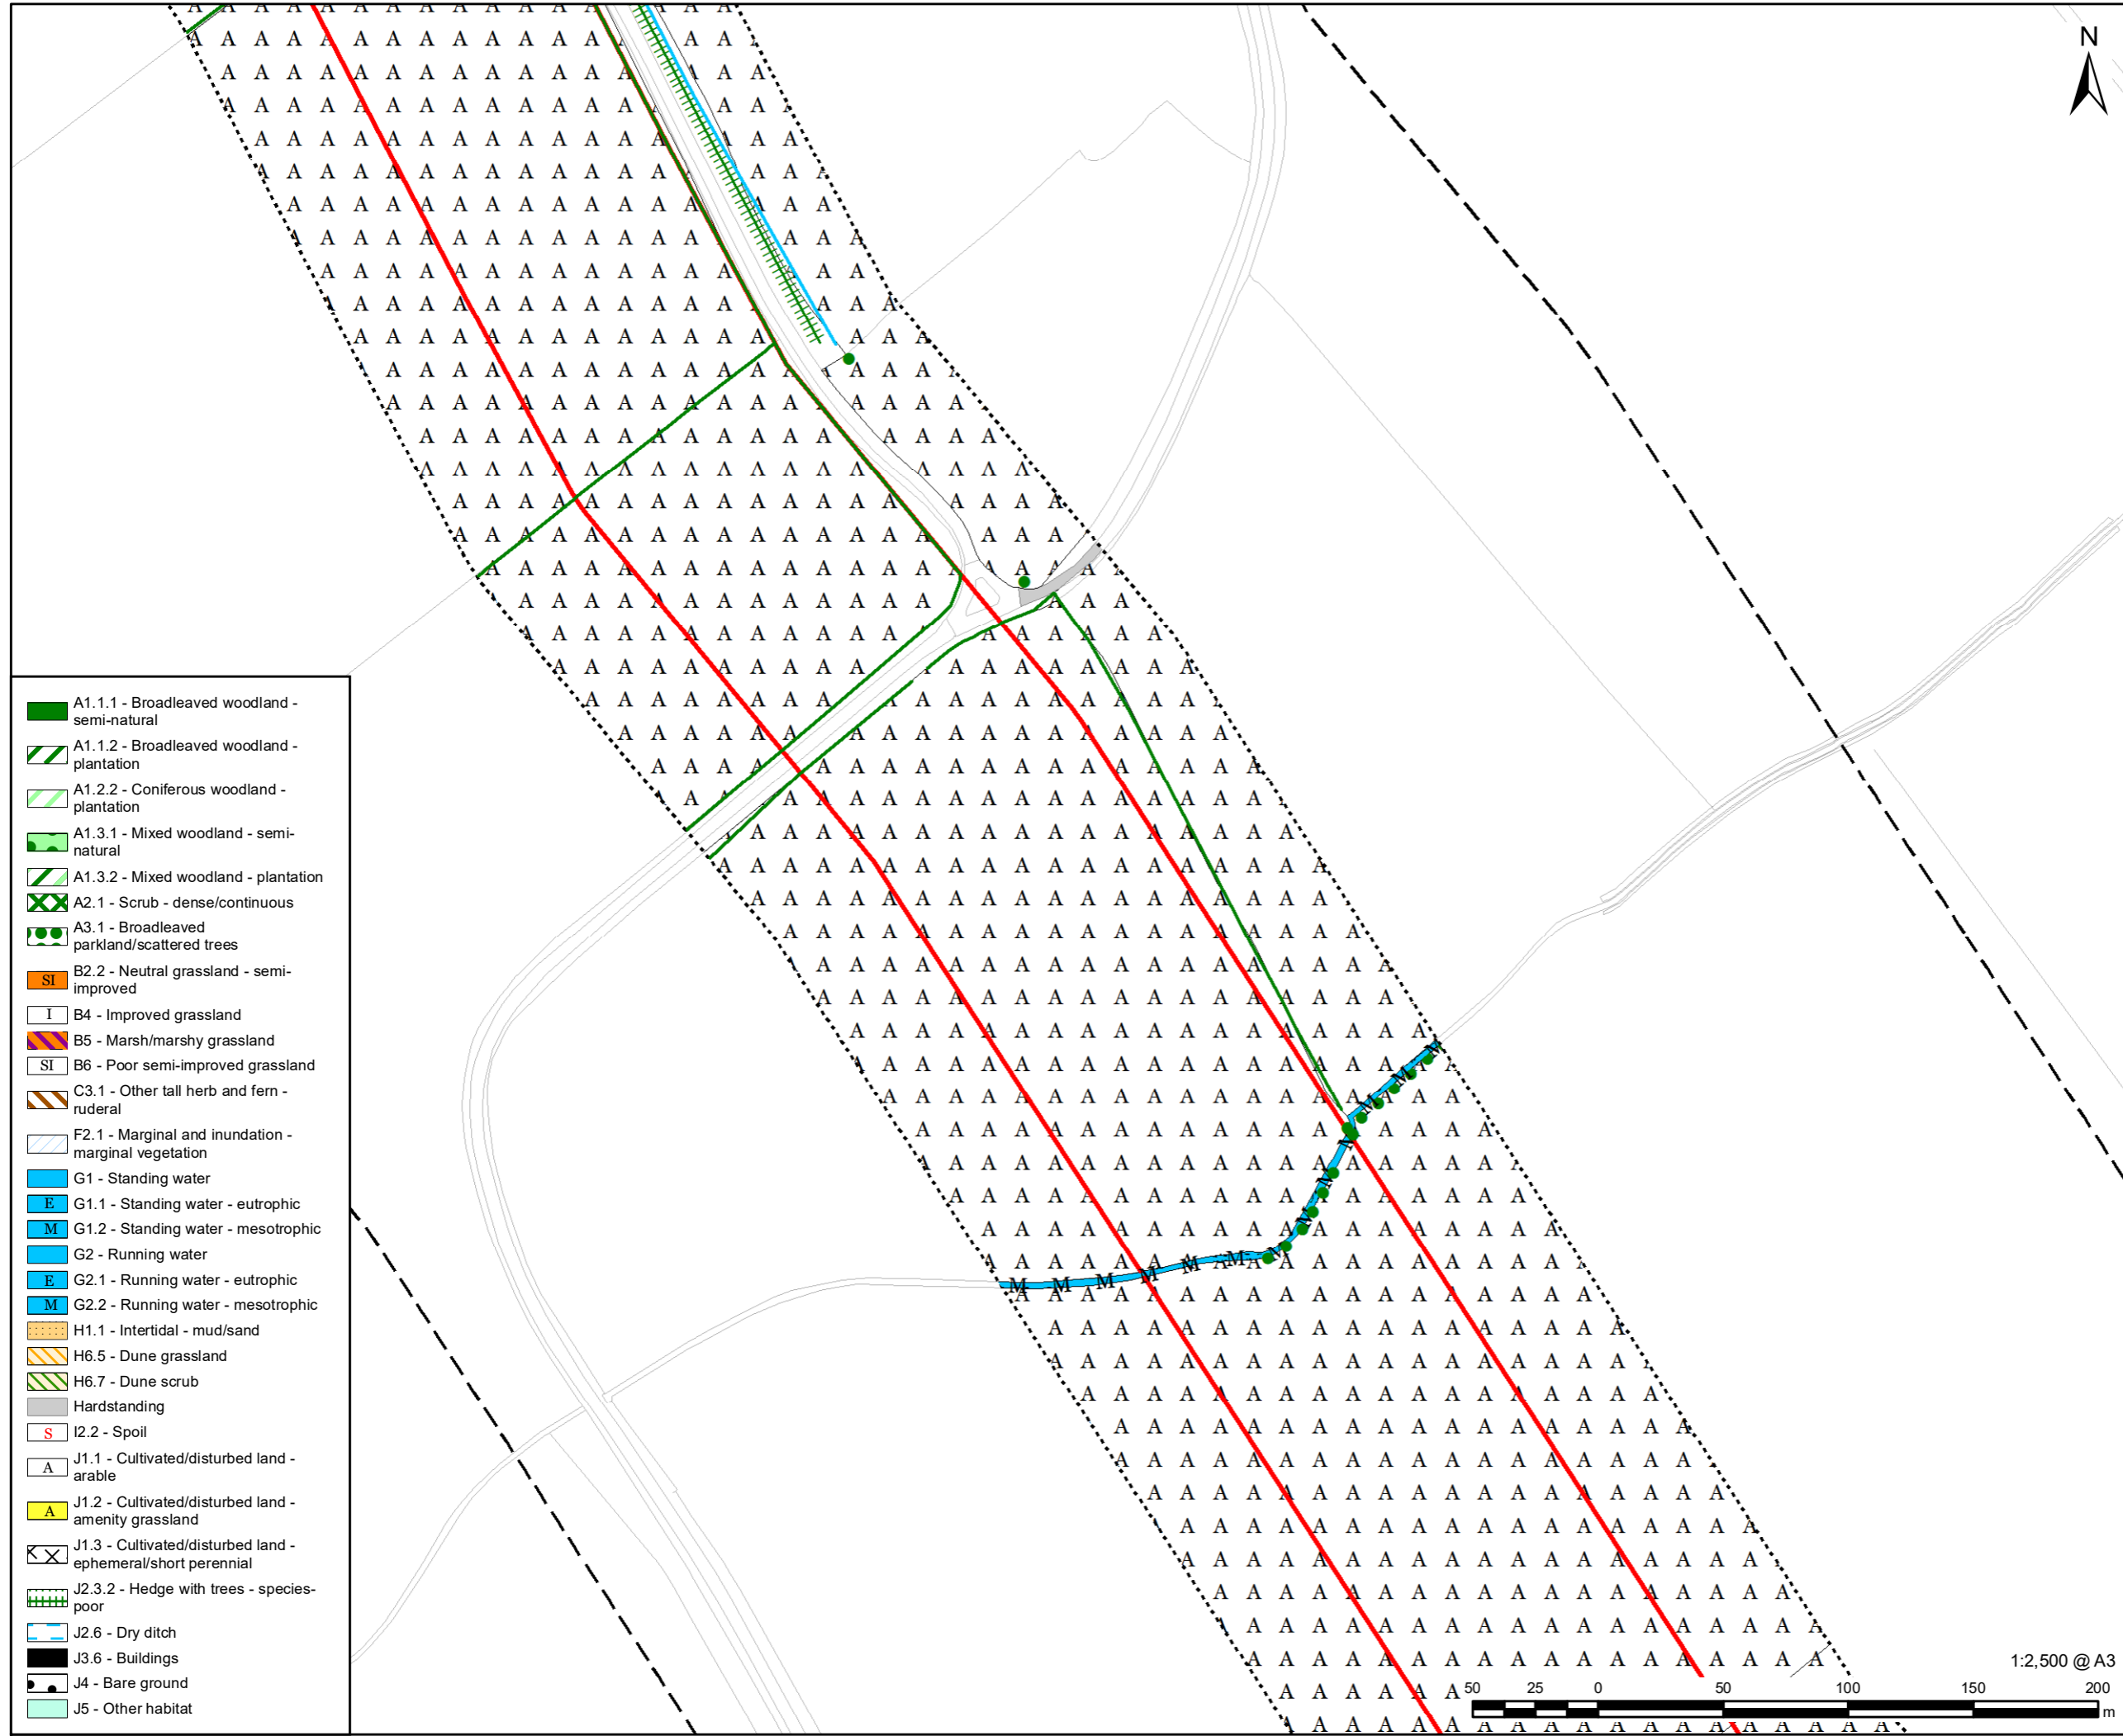 N
A1.1.1 - Broadleaved woodland -
semi-natural
A1.1.2 - Broadleaved woodland -
plantation
A1.2.2 - Coniferous woodland -
plantation
A1.3.1 - Mixed woodland - semi-
natural
A1.3.2 - Mixed woodland - plantation
A2.1 - Scrub - dense/continuous
A3.1 - Broadleaved
parkland/scattered trees
SI B2.2 - Neutral grassland - semi-
improved
I B4 - Improved grassland
B5 - Marsh/marshy grassland
SI B6 - Poor semi-improved grassland
C3.1 - Other tall herb and fern -
ruderal
F2.1 - Marginal and inundation -
marginal vegetation
G1 - Standing water
E G1.1 - Standing water - eutrophic
M G1.2 - Standing water - mesotrophic
G2 - Running water
E G2.1 - Running water - eutrophic
M G2.2 - Running water - mesotrophic
H1.1 - Intertidal - mud/sand
H6.5 - Dune grassland
H6.7 - Dune scrub
Hardstanding
S I2.2 - Spoil
A J1.1 - Cultivated/disturbed land -
arable
A J1.2 - Cultivated/disturbed land -
amenity grassland
J1.3 - Cultivated/disturbed land -
ephemeral/short perennial
J2.3.2 - Hedge with trees - species-
poor
J2.6 - Dry ditch
J3.6 - Buildings
J4 - Bare ground
J5 - Other habitat
1:2,500 @ A3
50 25 0 50 100 150 200
m